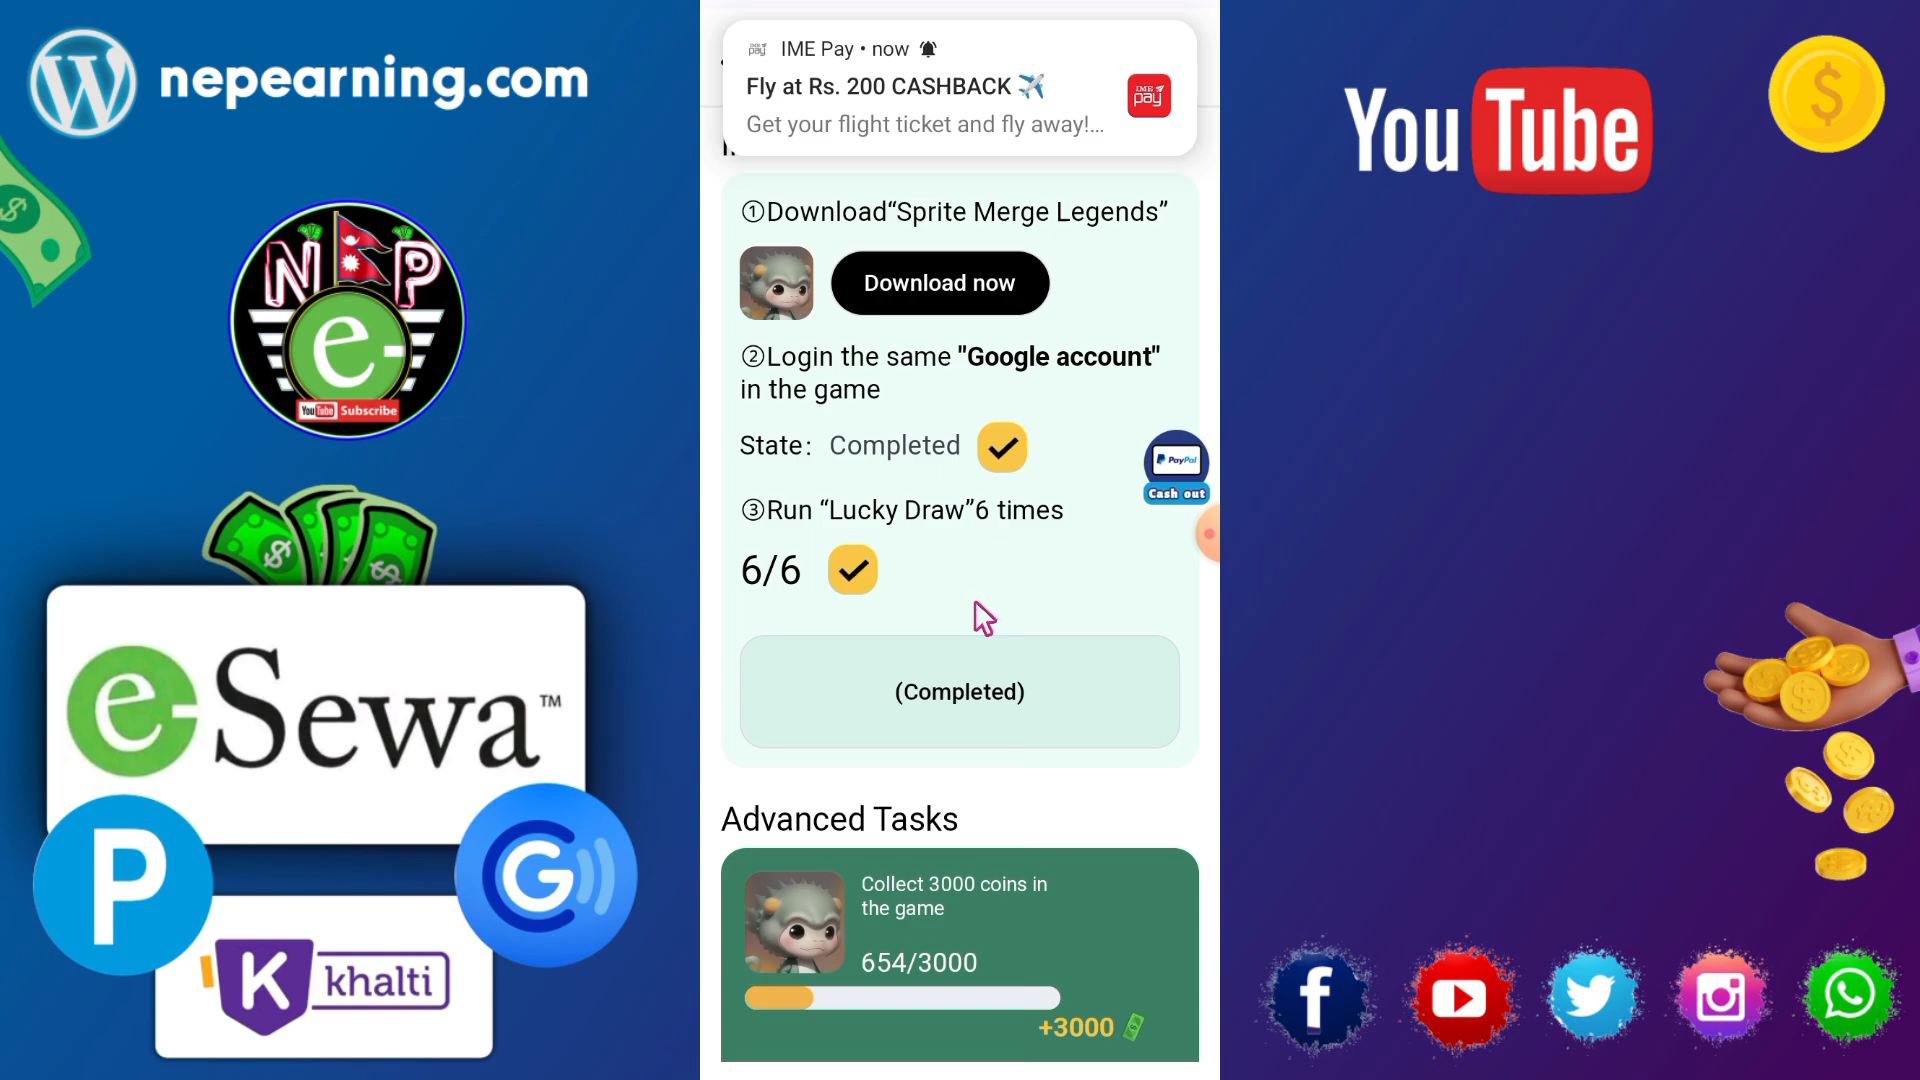 nepearning.com
NEP
e-
YouTube Subscribe
e-Sewa™
P
G
K khalti
IME Pay • now
Fly at Rs. 200 CASHBACK ✈️
Get your flight ticket and fly away!...
IME pay
①Download“Sprite Merge Legends”
Download now
②Login the same "Google account"
in the game
State: Completed
PayPal
Cash out
③Run “Lucky Draw”6 times
6/6
(Completed)
Advanced Tasks
Collect 3000 coins in
the game
654/3000
+3000
YouTube